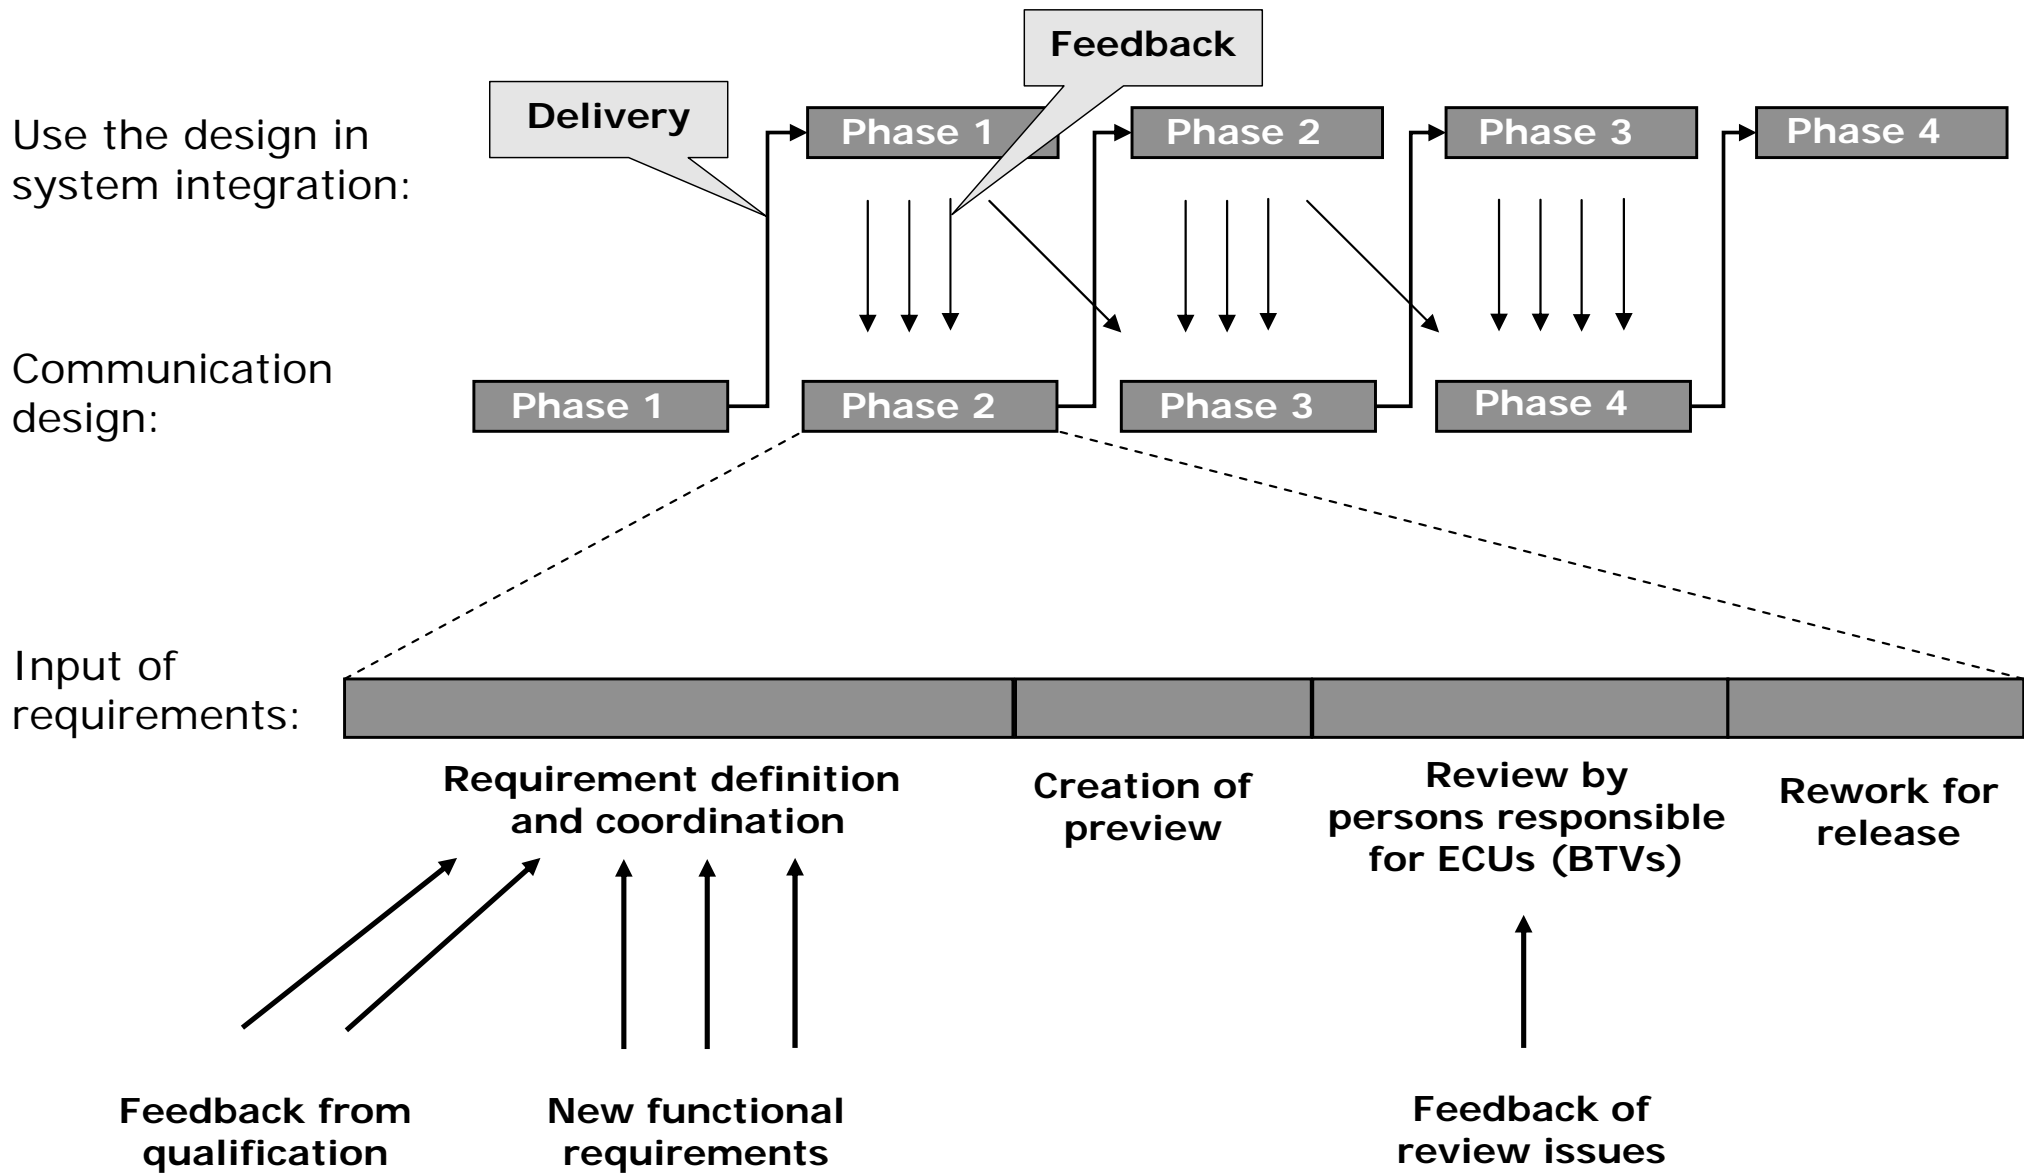 Feedback
Delivery
Use the design in
system integration:
Phase 1
Phase 2
Phase 3
Phase 4
Communication
design:
Phase 1
Phase 2
Phase 3
Phase 4
Input of
requirements:
Requirement definition
and coordination
Creation of
preview
Review by
persons responsible
for ECUs (BTVs)
Rework for
release
Feedback from
qualification
New functional
requirements
Feedback of
review issues